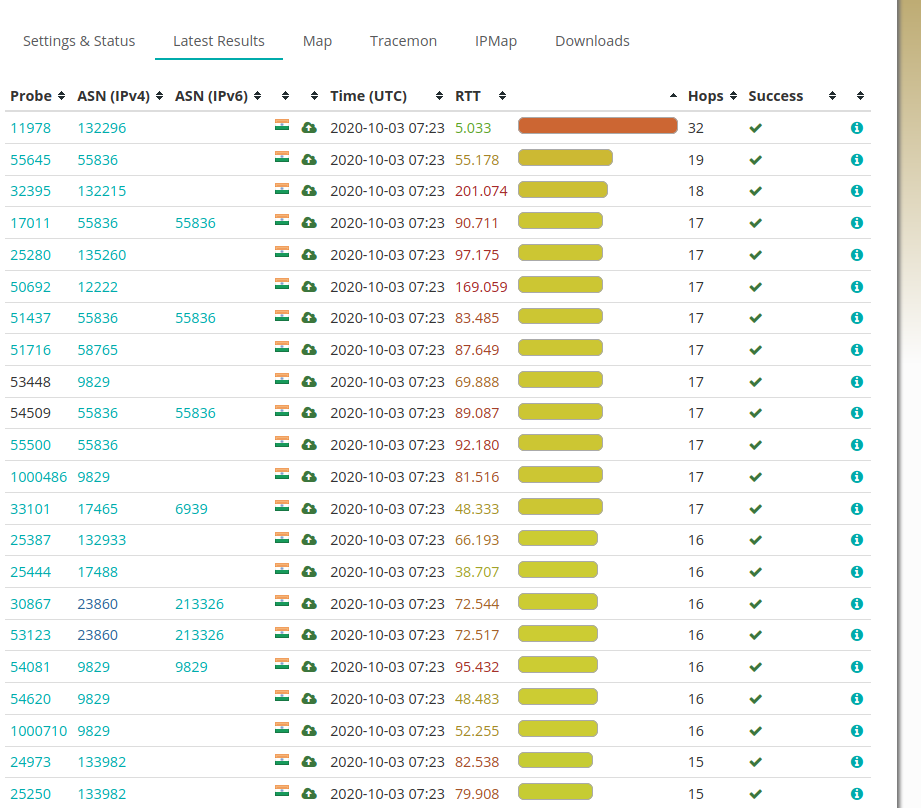 Settings & Status Latest Results Map Tracemon IPMap Downloads
Probe ASN (IPv4) ASN (IPv6) Time (UTC) RTT Hops Success
11978 132296 2020-10-03 07:23 5.033 32
55645 55836 2020-10-03 07:23 55.178 19
32395 132215 2020-10-03 07:23 201.074 18
17011 55836 55836 2020-10-03 07:23 90.711 17
25280 135260 2020-10-03 07:23 97.175 17
50692 12222 2020-10-03 07:23 169.059 17
51437 55836 55836 2020-10-03 07:23 83.485 17
51716 58765 2020-10-03 07:23 87.649 17
53448 9829 2020-10-03 07:23 69.888 17
54509 55836 55836 2020-10-03 07:23 89.087 17
55500 55836 2020-10-03 07:23 92.180 17
1000486 9829 2020-10-03 07:23 81.516 17
33101 17465 6939 2020-10-03 07:23 48.333 17
25387 132933 2020-10-03 07:23 66.193 16
25444 17488 2020-10-03 07:23 38.707 16
30867 23860 213326 2020-10-03 07:23 72.544 16
53123 23860 213326 2020-10-03 07:23 72.517 16
54081 9829 9829 2020-10-03 07:23 95.432 16
54620 9829 2020-10-03 07:23 48.483 16
1000710 9829 2020-10-03 07:23 52.255 16
24973 133982 2020-10-03 07:23 82.538 15
25250 133982 2020-10-03 07:23 79.908 15